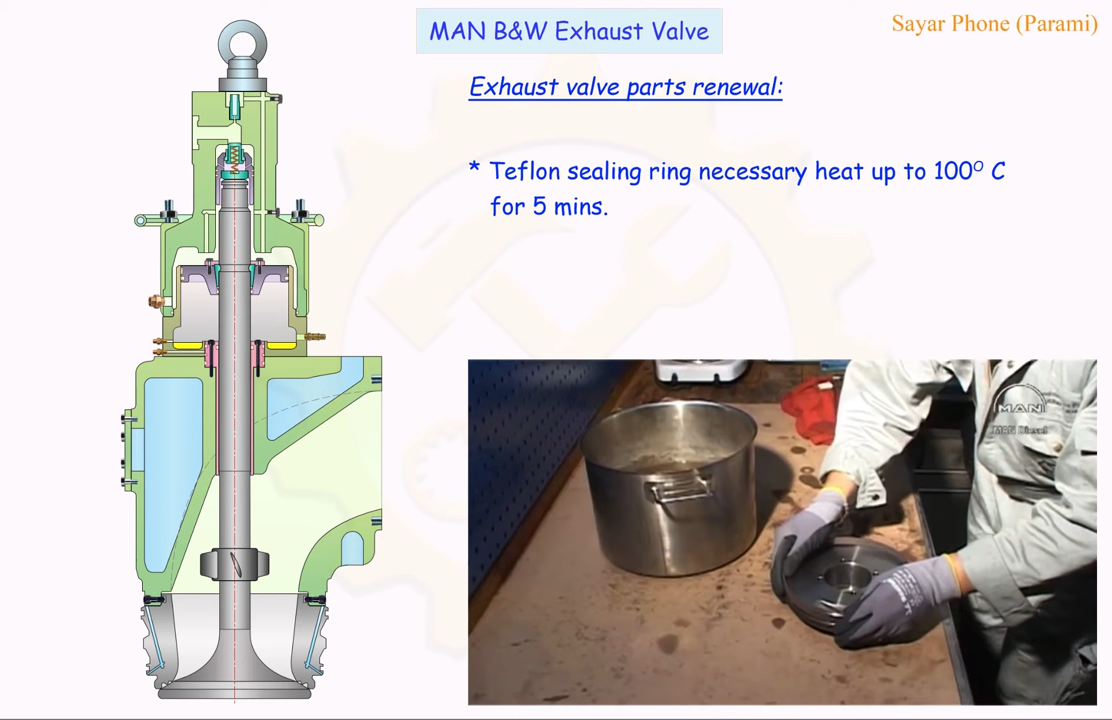 MAN B&W Exhaust Valve
Sayar Phone (Parami)
Exhaust valve parts renewal:
* Teflon sealing ring necessary heat up to 100⁰ C
for 5 mins.
MAN
MAN Diesel